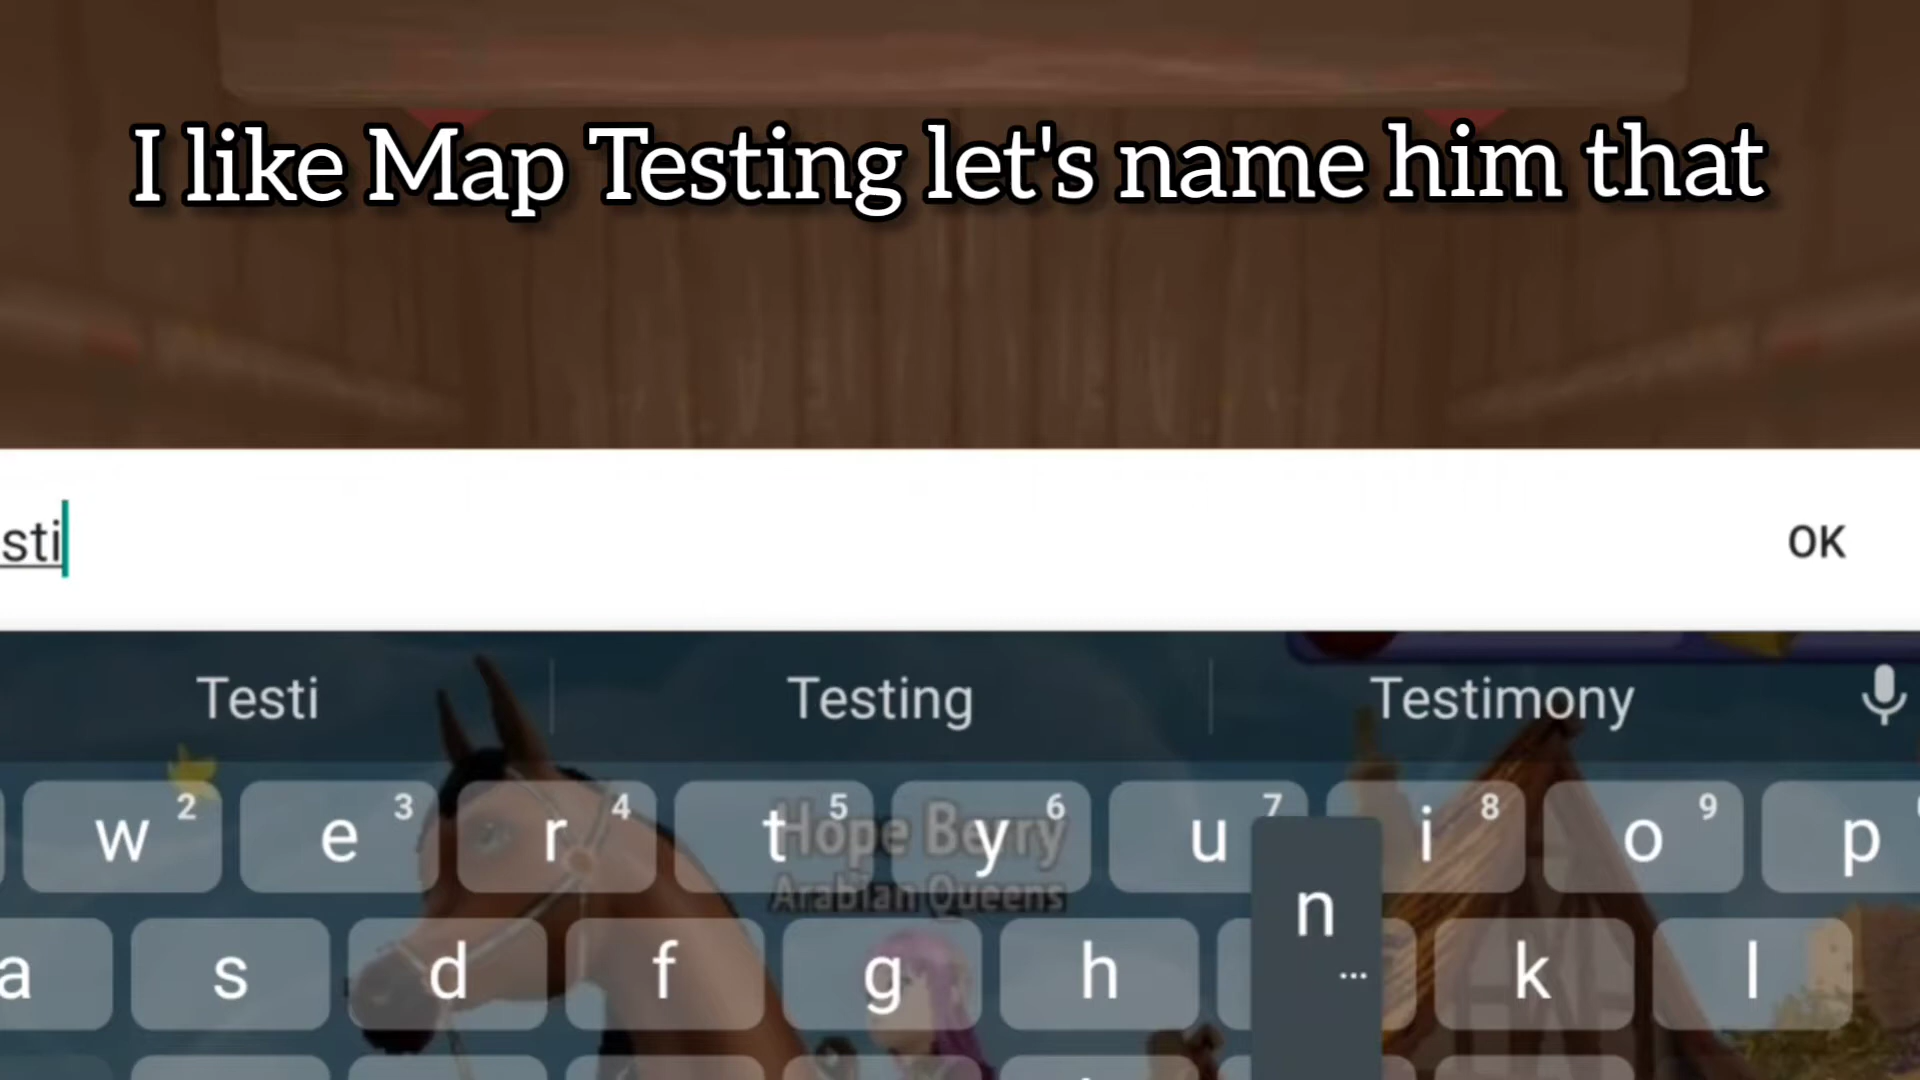 I like Map Testing let's name him that
sti
OK
Testi Testing Testimony
w 2 e 3 r 4 t 5 y 6 u 7 i 8 o 9 p
Hope Berry
Arabian Queens
n
...
a s d f g h k l